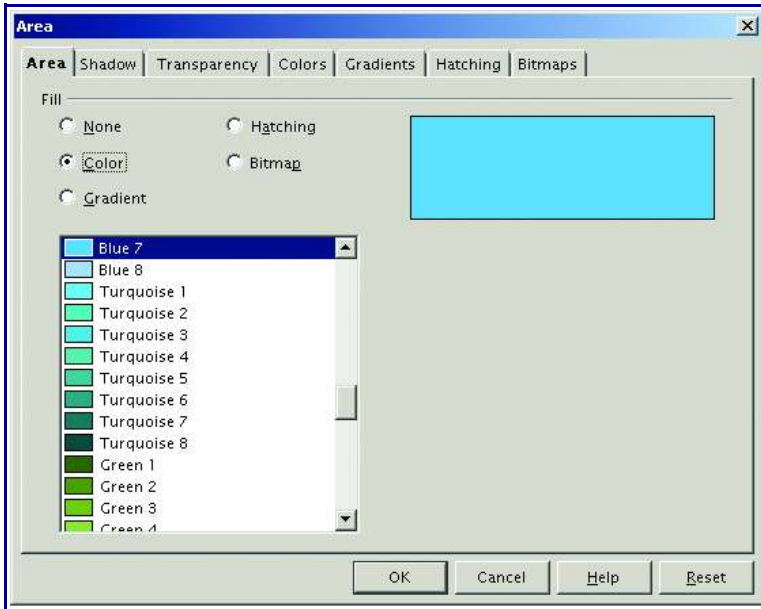 Area
Area Shadow Transparency Colors Gradients Hatching Bitmaps
Fill
None Hatching
Color Bitmap
Gradient
Blue 7
Blue 8
Turquoise 1
Turquoise 2
Turquoise 3
Turquoise 4
Turquoise 5
Turquoise 6
Turquoise 7
Turquoise 8
Green 1
Green 2
Green 3
Green 4
OK Cancel Help Reset